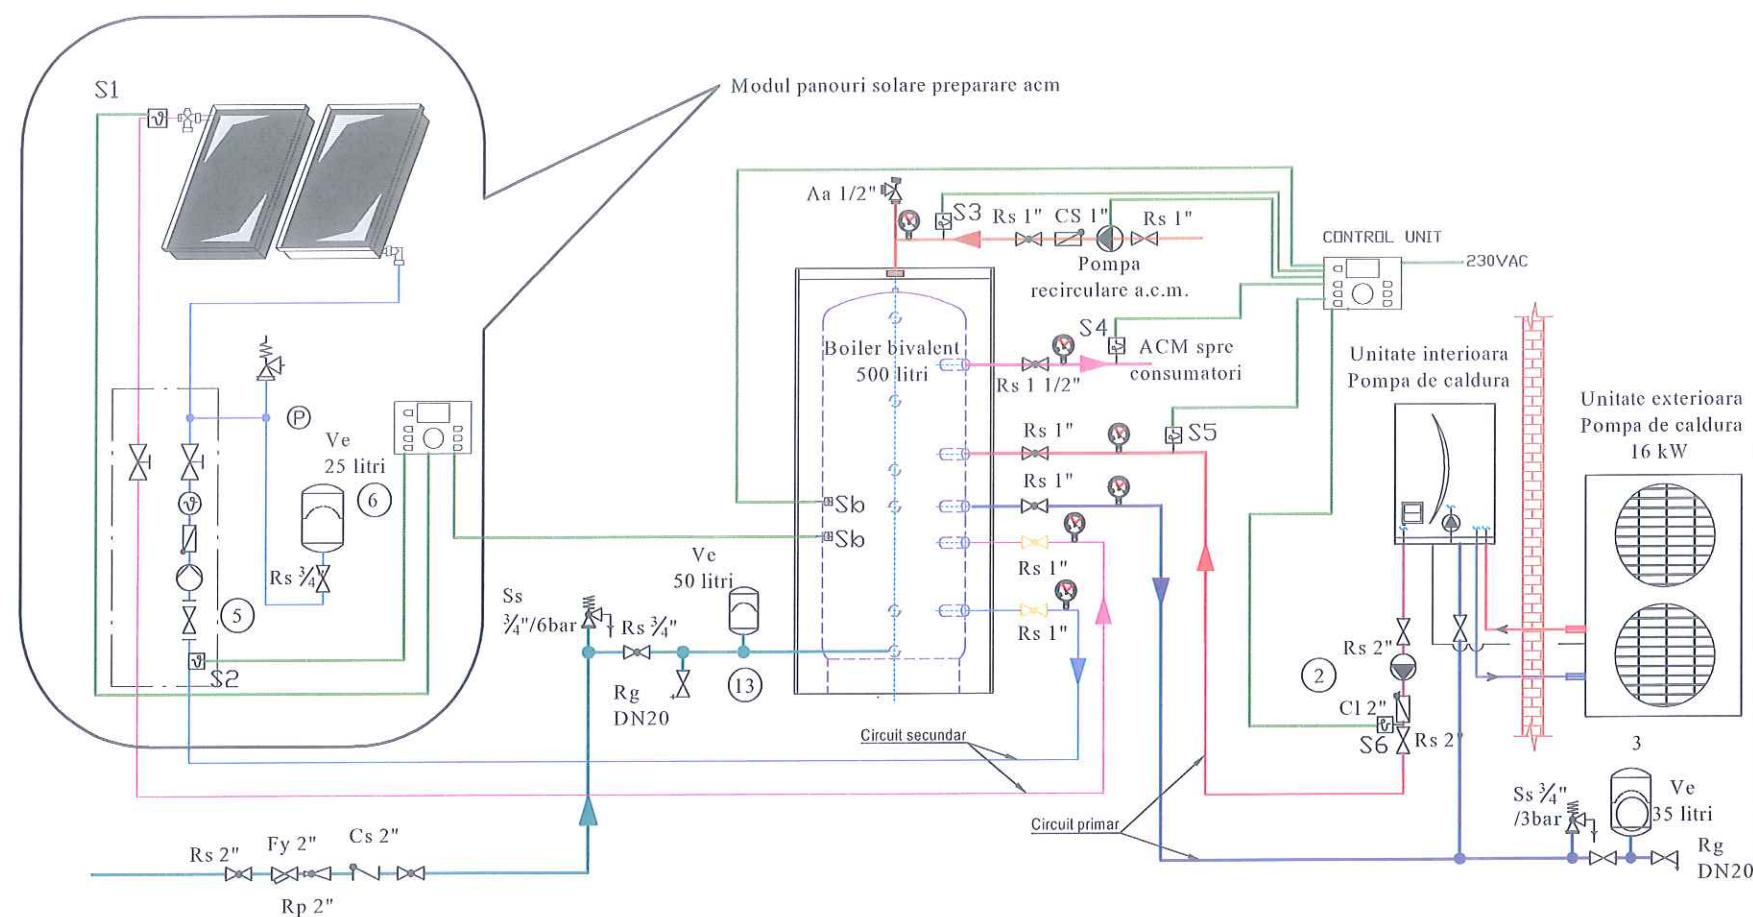 S1
Modul panouri solare preparare acm
Aa 1/2"
S3
Rs 1"
CS 1"
Rs 1"
Pompa
recirculare a.c.m.
CONTROL UNIT
230VAC
S4
Boiler bivalent
500 litri
ACM spre
consumatori
Rs 1 1/2"
Unitate interioara
Pompa de caldura
Unitate exterioara
Pompa de caldura
16 kW
P
Ve
25 litri
6
Rs 1"
S5
Rs 1"
Sb
Sb
Rs ¾"
Rs 1"
Ve
50 litri
5
Ss
¾"/6bar
Rs ¾"
Rs 1"
Rs 2"
S2
13
2
Rg
DN20
Cl 2"
S6
Rs 2"
3
Circuit secundar
Ss ¾"
/3bar
Ve
35 litri
Circuit primar
Rs 2"
Fy 2"
Cs 2"
Rp 2"
Rg
DN20